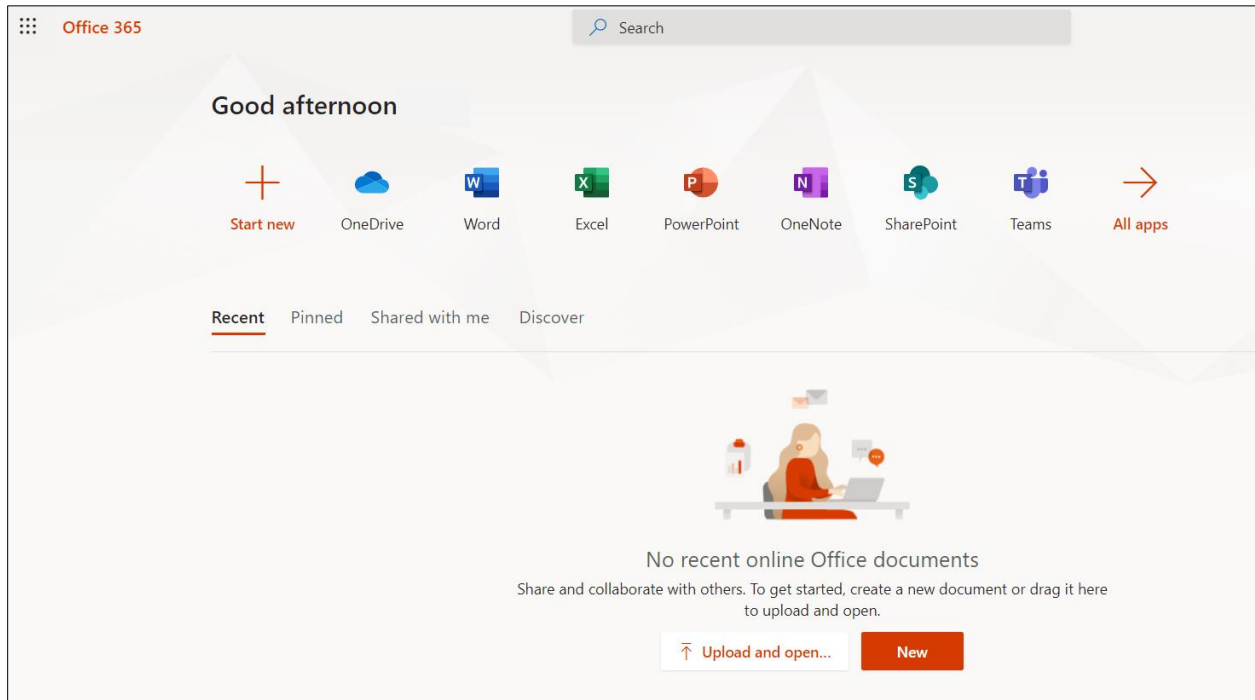 Office 365
Search
Good afternoon
Start new
OneDrive
Word
Excel
PowerPoint
OneNote
SharePoint
Teams
All apps
Recent
Pinned
Shared with me
Discover
No recent online Office documents
Share and collaborate with others. To get started, create a new document or drag it here
to upload and open.
Upload and open...
New